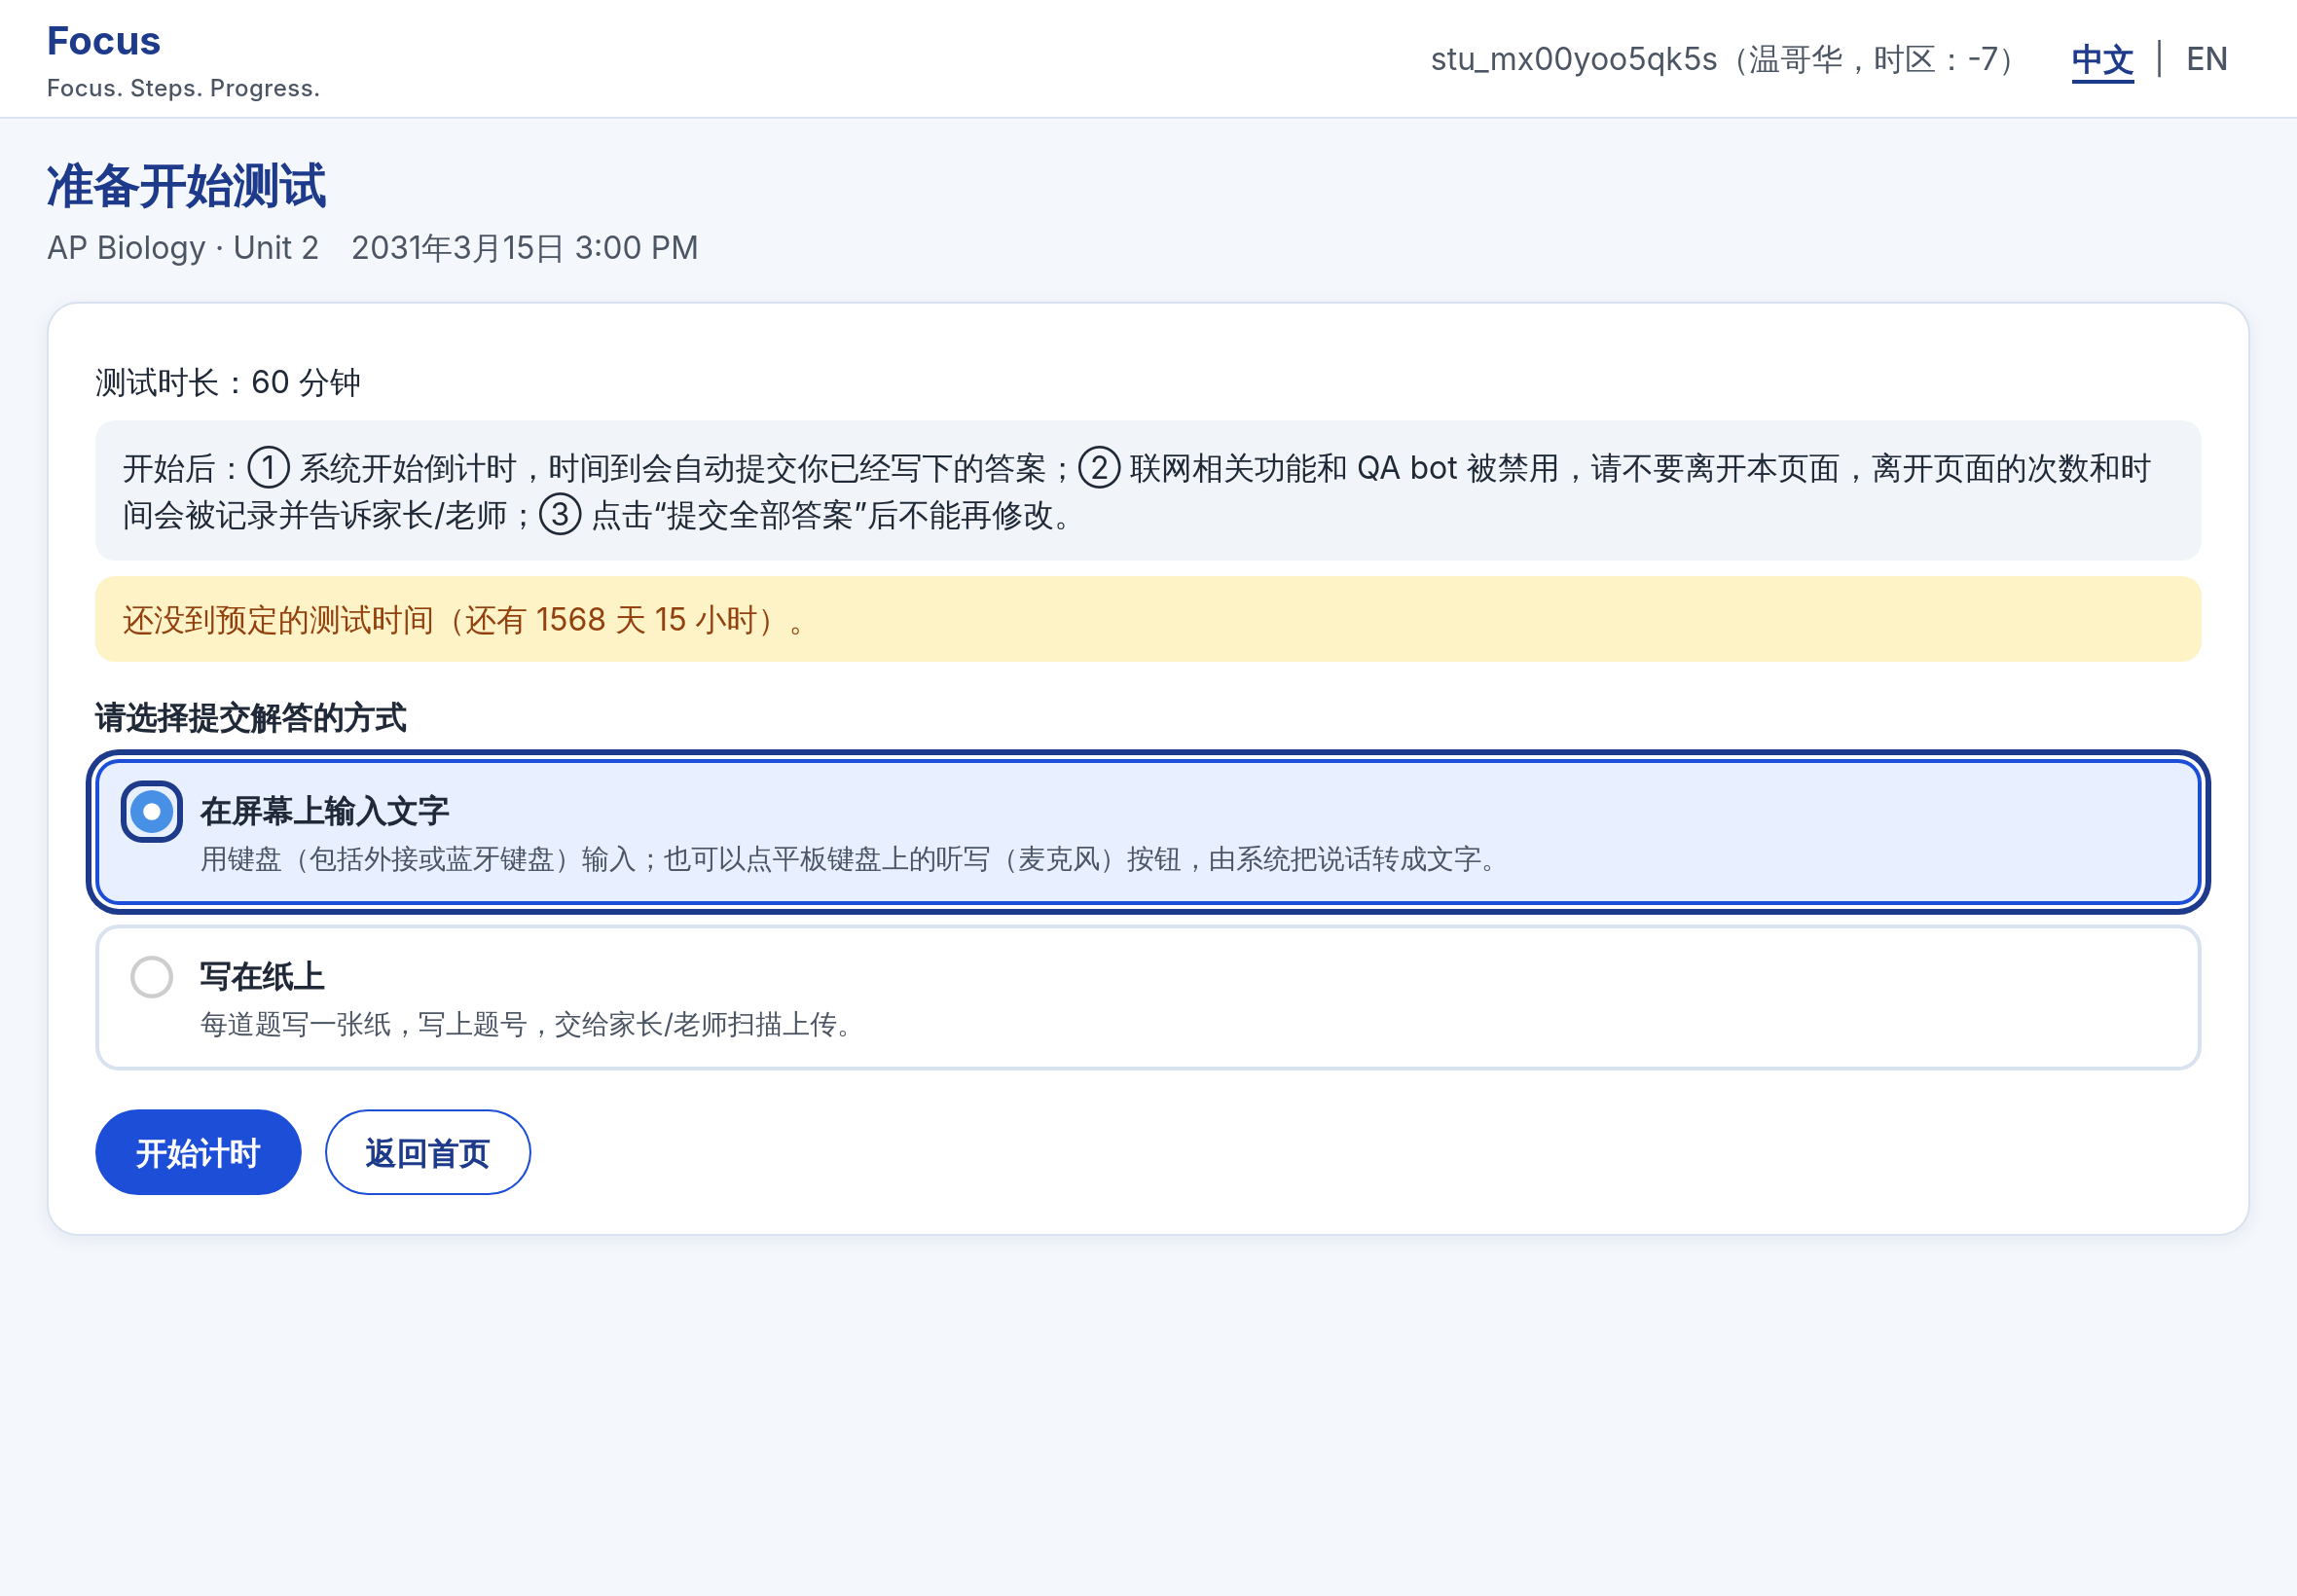 Focus
Focus. Steps. Progress.
stu_mx00yoo5qk5s（温哥华，时区：-7）
中文 | EN
准备开始测试
AP Biology · Unit 2 2031年3月15日 3:00 PM
测试时长：60 分钟
开始后：① 系统开始倒计时，时间到会自动提交你已经写下的答案；② 联网相关功能和 QA bot 被禁用，请不要离开本页面，离开页面的次数和时
间会被记录并告诉家长/老师；③ 点击“提交全部答案”后不能再修改。
还没到预定的测试时间（还有 1568 天 15 小时）。
请选择提交解答的方式
在屏幕上输入文字
用键盘（包括外接或蓝牙键盘）输入；也可以点平板键盘上的听写（麦克风）按钮，由系统把说话转成文字。
写在纸上
每道题写一张纸，写上题号，交给家长/老师扫描上传。
开始计时
返回首页